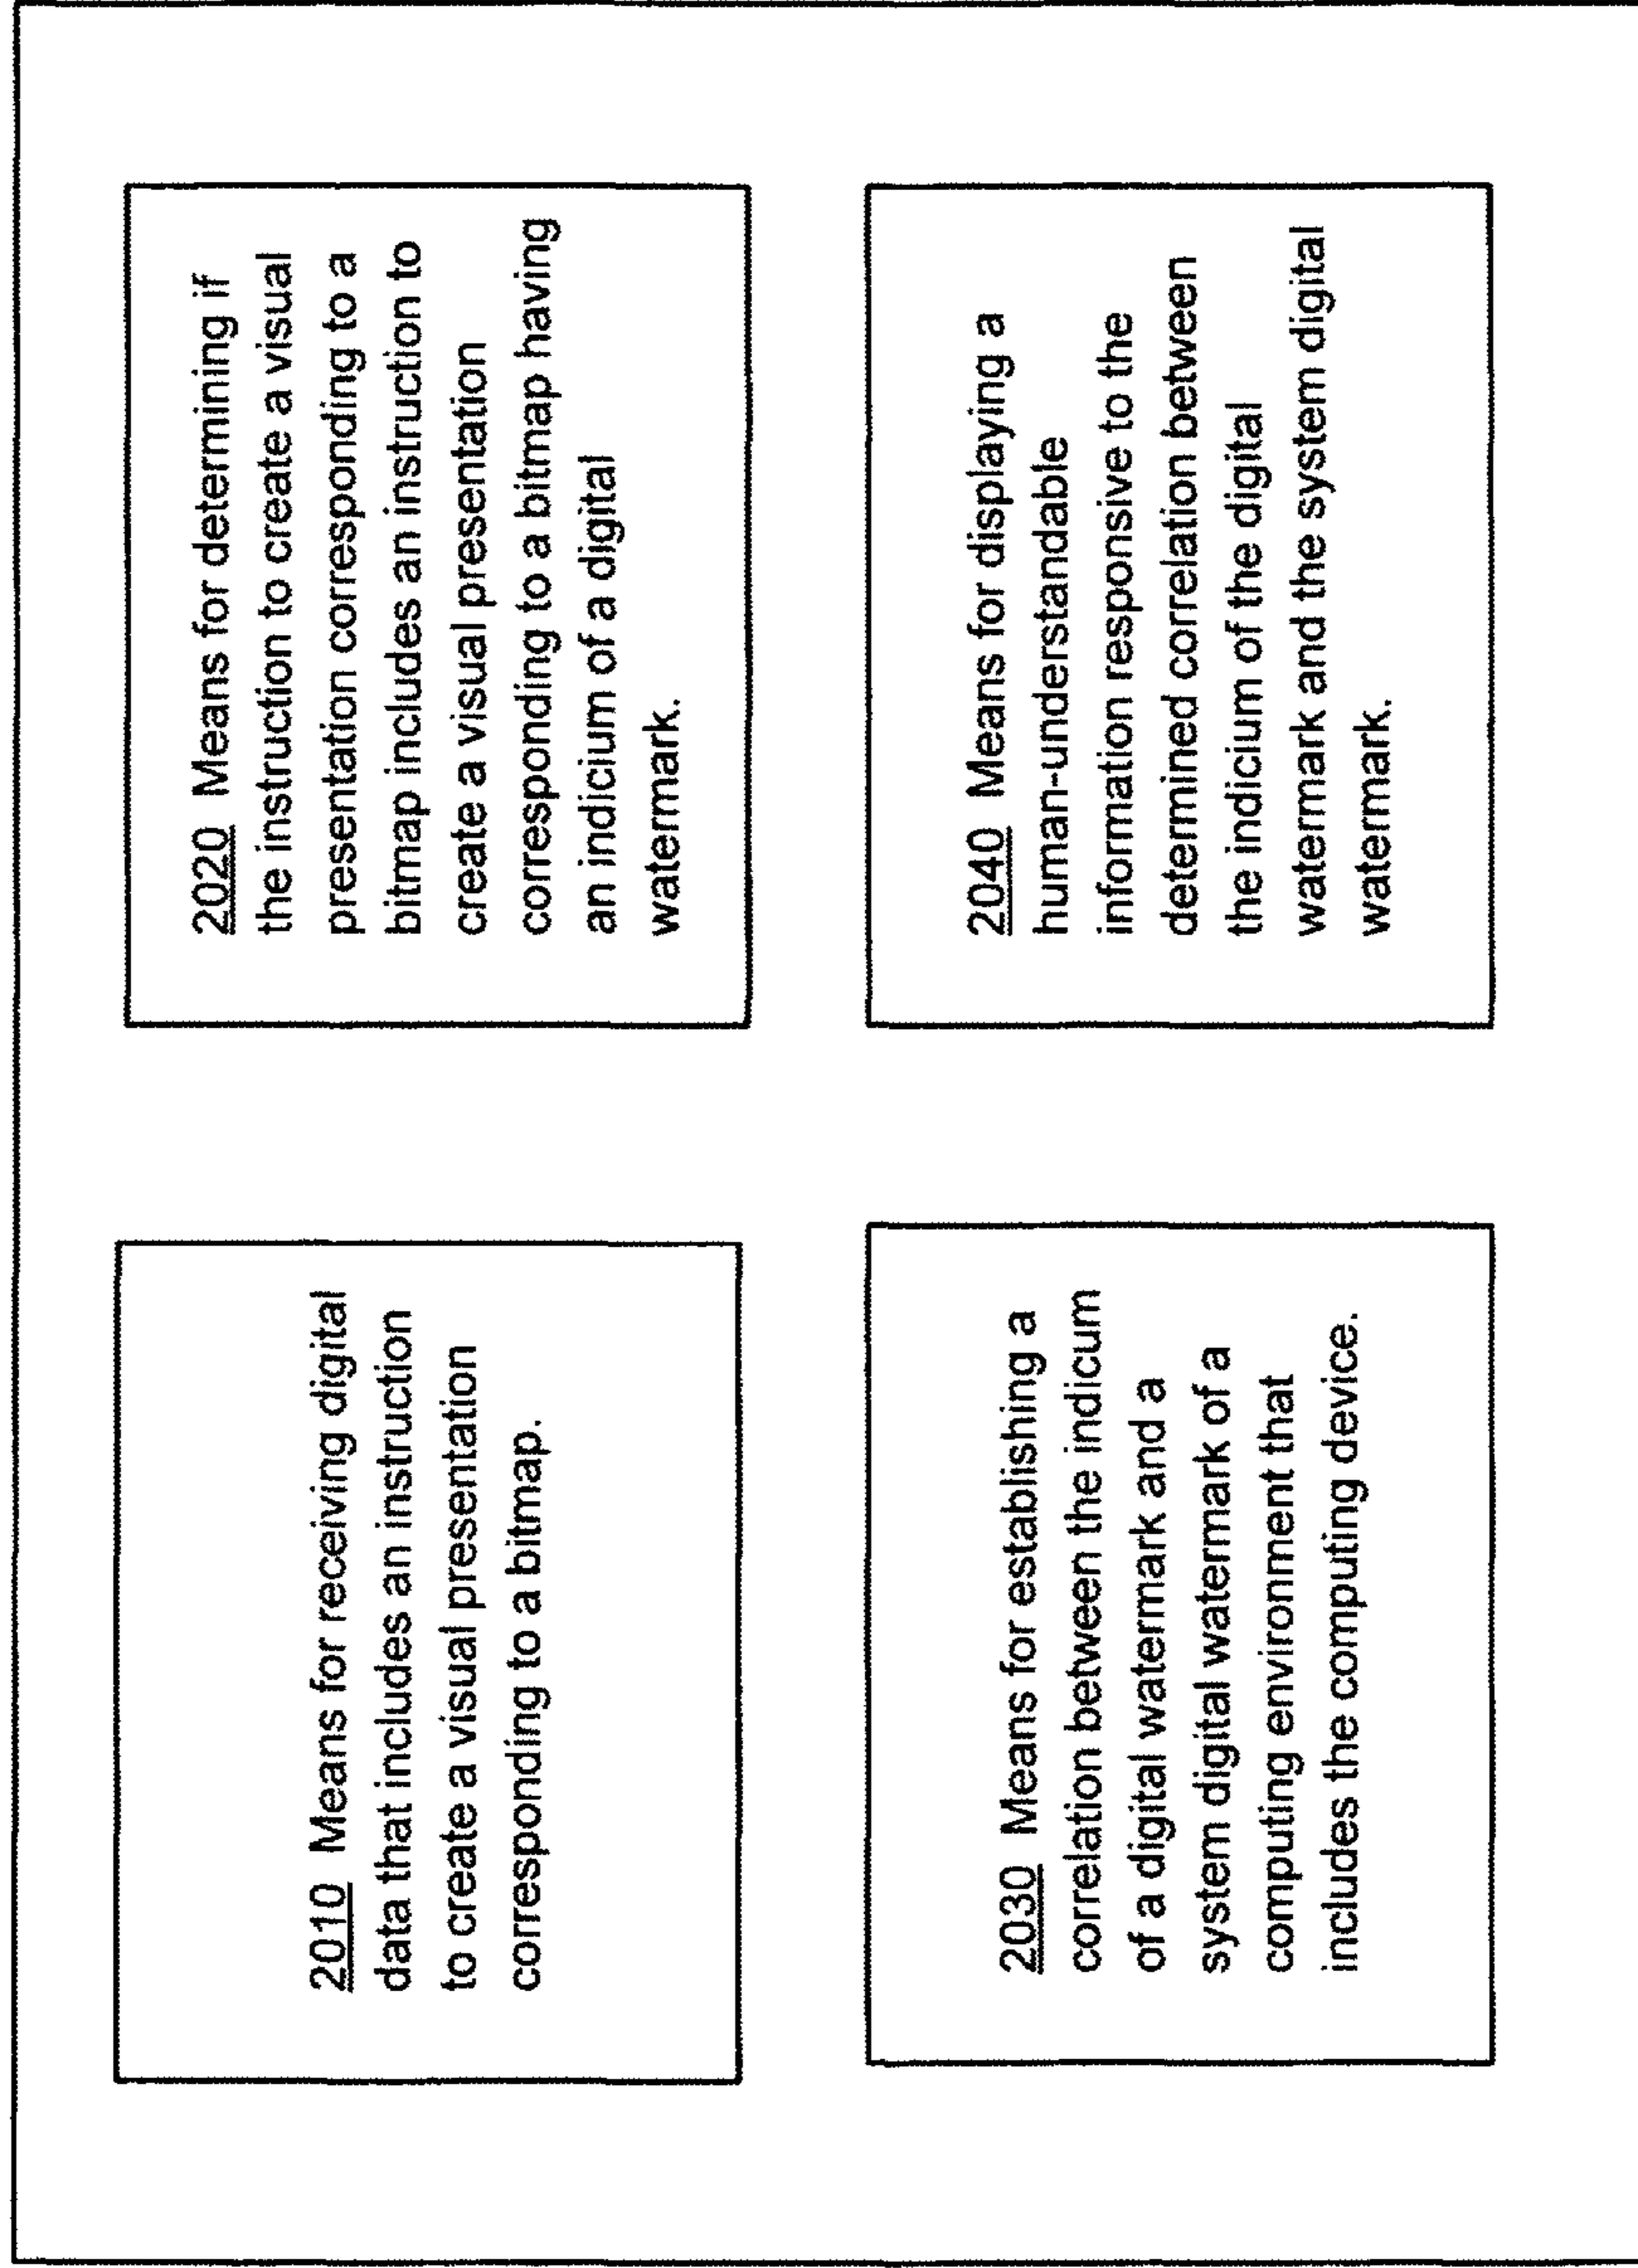 2010 Means for receiving digital
data that includes an instruction
to create a visual presentation
corresponding to a bitmap.
2020 Means for determining if
the instruction to create a visual
presentation corresponding to a
bitmap includes an instruction to
create a visual presentation
corresponding to a bitmap having
an indicium of a digital
watermark.
2030 Means for establishing a
correlation between the indicum
of a digital watermark and a
system digital watermark of a
computing environment that
includes the computing device.
2040 Means for displaying a
human-understandable
information responsive to the
determined correlation between
the indicium of the digital
watermark and the system digital
watermark.